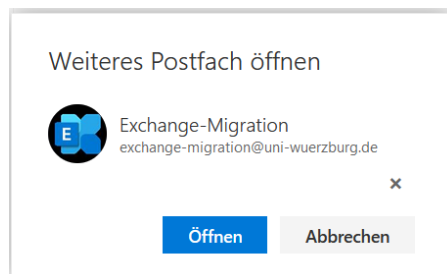 Weiteres Postfach öffnen
E
Exchange-Migration
exchange-migration@uni-wuerzburg.de
Öffnen
Abbrechen